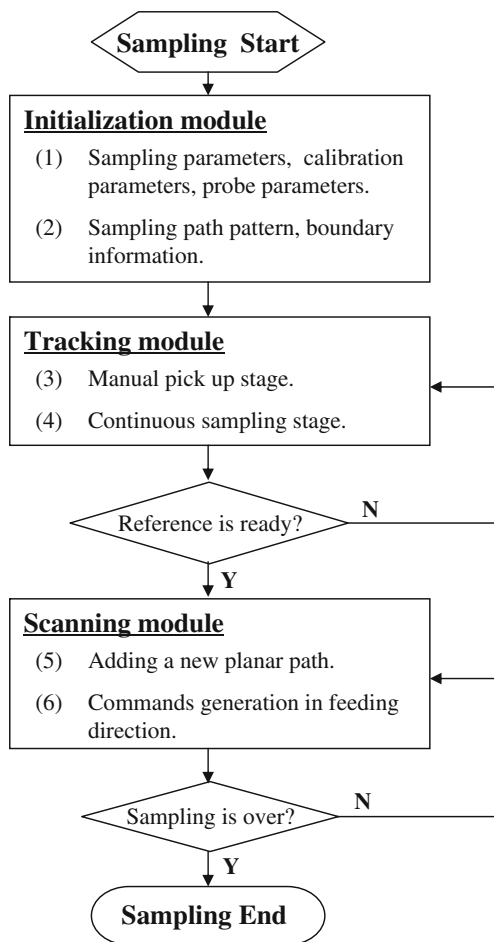 Sampling Start
Initialization module
(1) Sampling parameters, calibration
parameters, probe parameters.
(2) Sampling path pattern, boundary
information.
Tracking module
(3) Manual pick up stage.
(4) Continuous sampling stage.
Reference is ready?
N
Y
Scanning module
(5) Adding a new planar path.
(6) Commands generation in feeding
direction.
Sampling is over?
N
Y
Sampling End